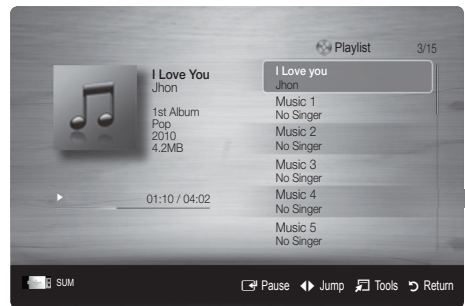 Playlist 3/15
I Love You
Jhon
1st Album
Pop
2010
4.2MB
01:10 / 04:02
I Love you
Jhon
Music 1
No Singer
Music 2
No Singer
Music 3
No Singer
Music 4
No Singer
Music 5
No Singer
SUM
Pause Jump Tools Return